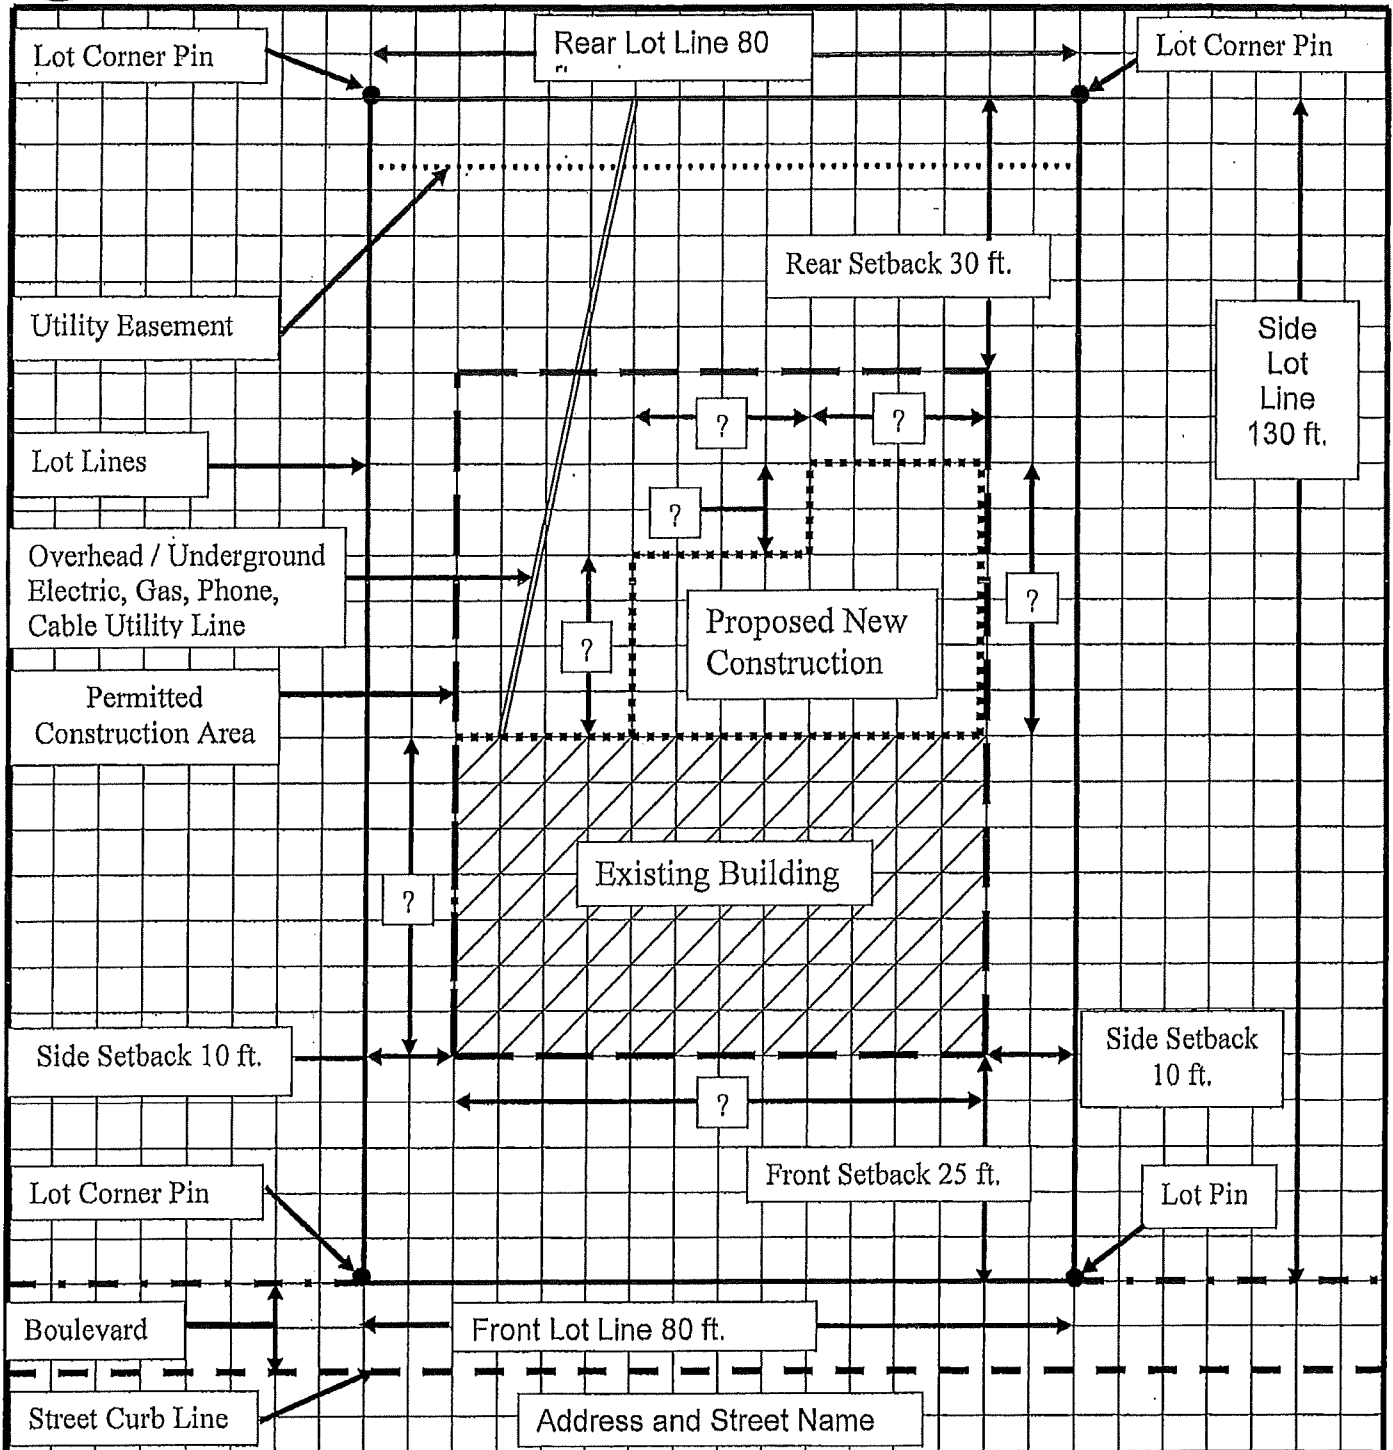 Rear Lot Line 80
Lot Corner Pin
Lot Corner Pin
Rear Setback 30 ft.
Utility Easement
Side
Lot
Line
130 ft.
?
?
Lot Lines
?
Overhead / Underground
Electric, Gas, Phone,
Cable Utility Line
?
?
Proposed New
Construction
Permitted
Construction Area
Existing Building
?
Side Setback 10 ft.
Side Setback
10 ft.
?
Front Setback 25 ft.
Lot Corner Pin
Lot Pin
Boulevard
Front Lot Line 80 ft.
Street Curb Line
Address and Street Name